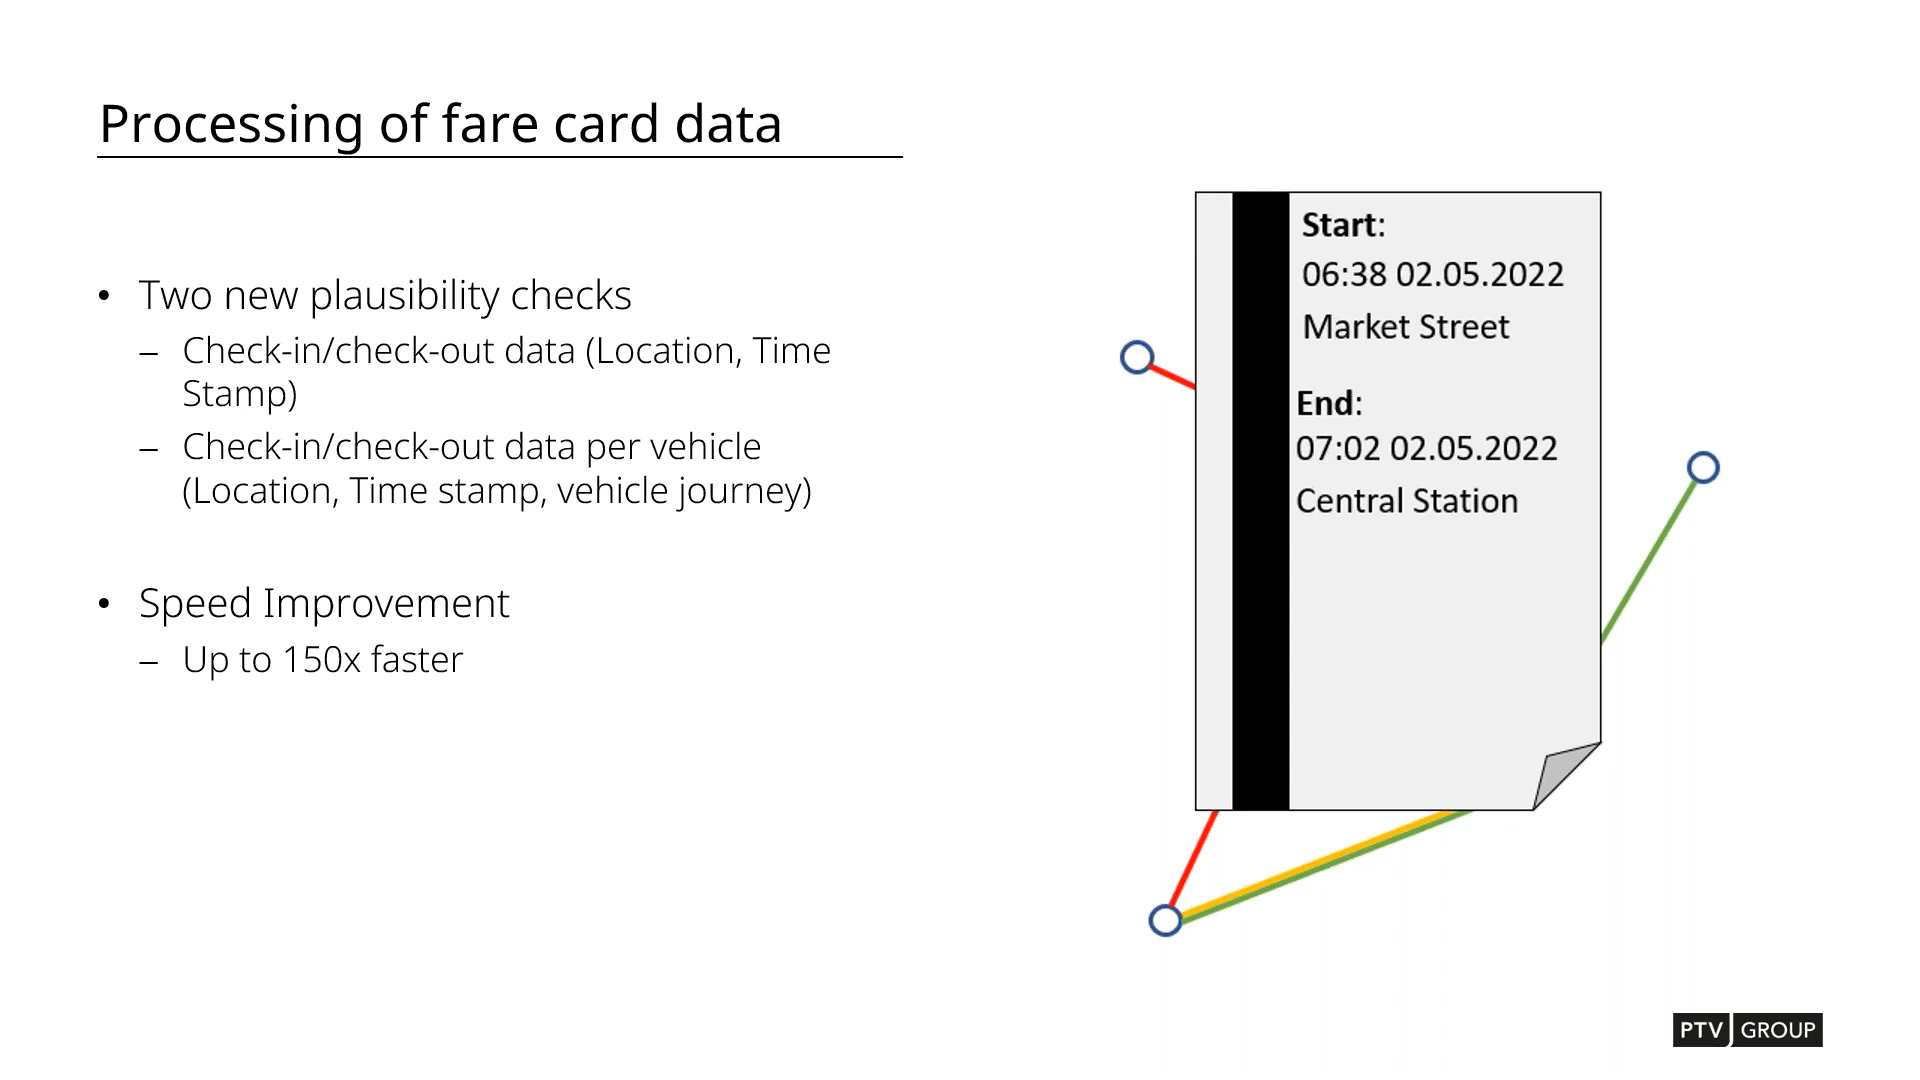 Processing of fare card data
• Two new plausibility checks
– Check-in/check-out data (Location, Time
Stamp)
– Check-in/check-out data per vehicle
(Location, Time stamp, vehicle journey)
• Speed Improvement
– Up to 150x faster
Start:
06:38 02.05.2022
Market Street
End:
07:02 02.05.2022
Central Station
PTV GROUP